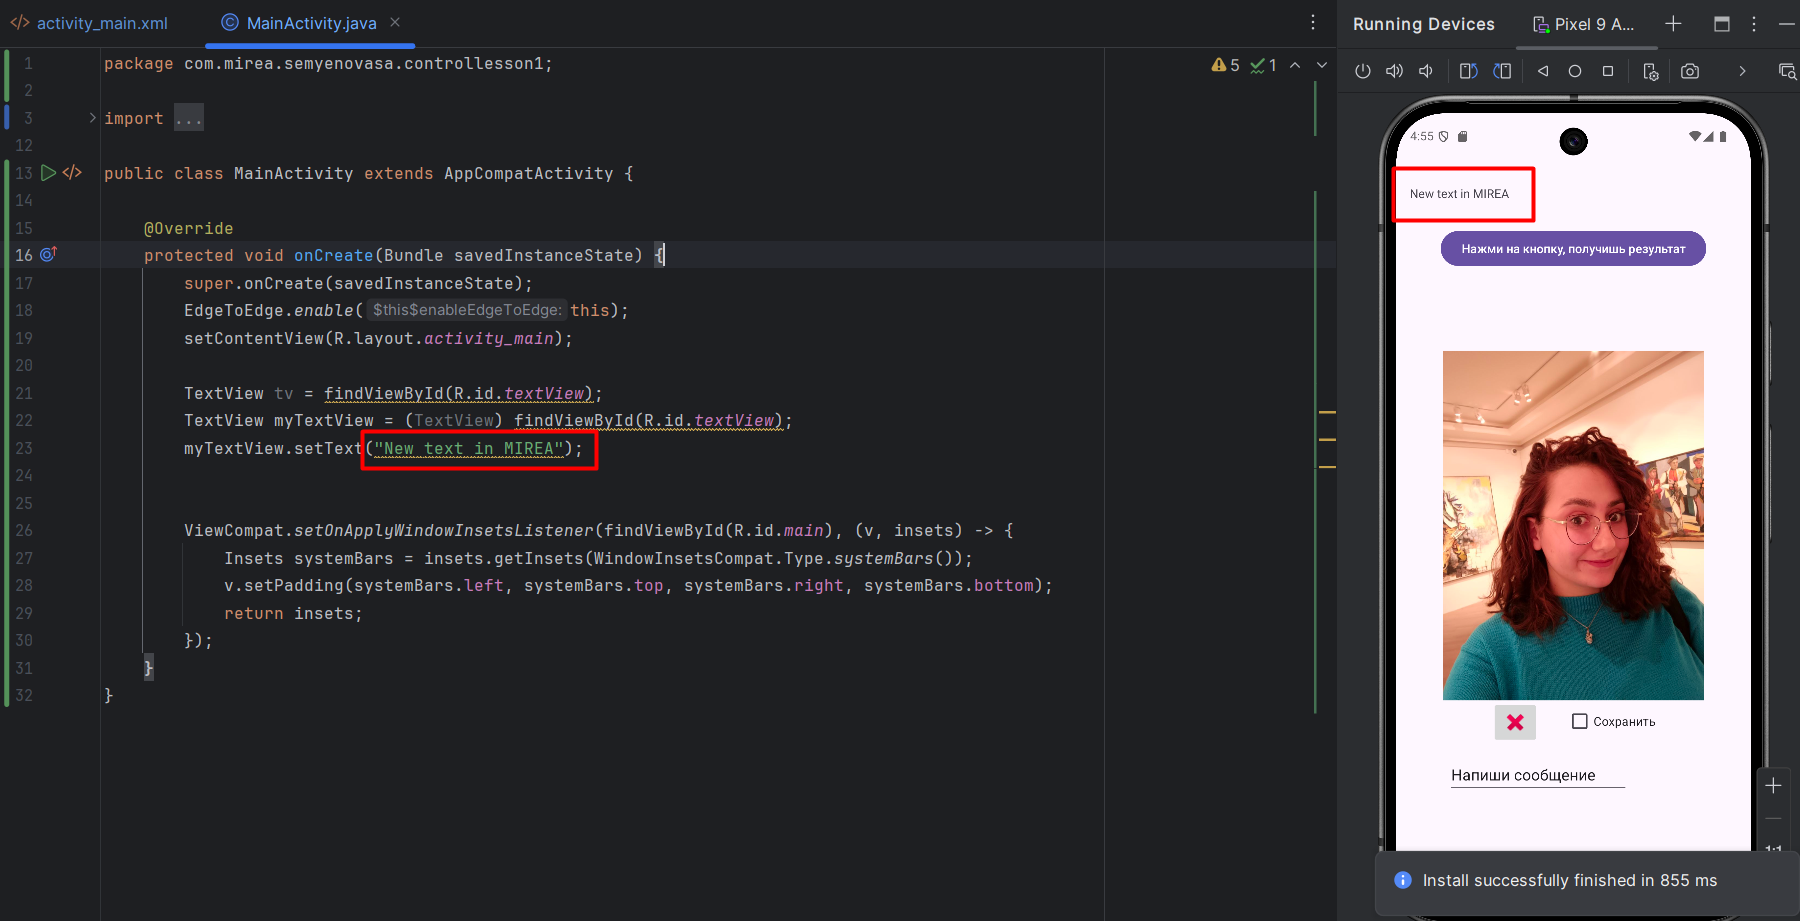 activity_main.xml
MainActivity.java
1 package com.mirea.semyenovasa.controllesson1;
2
3 import ...
12
13 public class MainActivity extends AppCompatActivity {
14
15 @Override
16 protected void onCreate(Bundle savedInstanceState) {
17 super.onCreate(savedInstanceState);
18 EdgeToEdge.enable( $this$enableEdgeToEdge: this);
19 setContentView(R.layout.activity_main);
20
21 TextView tv = findViewById(R.id.textView);
22 TextView myTextView = (TextView) findViewById(R.id.textView);
23 myTextView.setText("New text in MIREA");
24
25
26 ViewCompat.setOnApplyWindowInsetsListener(findViewById(R.id.main), (v, insets) -> {
27 Insets systemBars = insets.getInsets(WindowInsetsCompat.Type.systemBars());
28 v.setPadding(systemBars.left, systemBars.top, systemBars.right, systemBars.bottom);
29 return insets;
30 });
31 }
32 }
5 1
Running Devices
Pixel 9 A...
4:55
New text in MIREA
Нажми на кнопку, получишь результат
Сохранить
Напиши сообщение
Install successfully finished in 855 ms